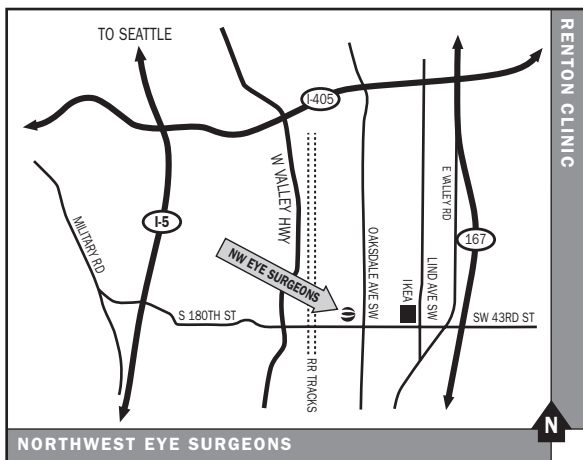 TO SEATTLE
RENTON CLINIC
I-405
W VALLEY HWY
E VALLEY RD
MILITARY RD
I-5
OAKSDALE AVE SW
LIND AVE SW
167
NW EYE SURGEONS
IKEA
S 180TH ST
SW 43RD ST
RR TRACKS
N
NORTHWEST EYE SURGEONS